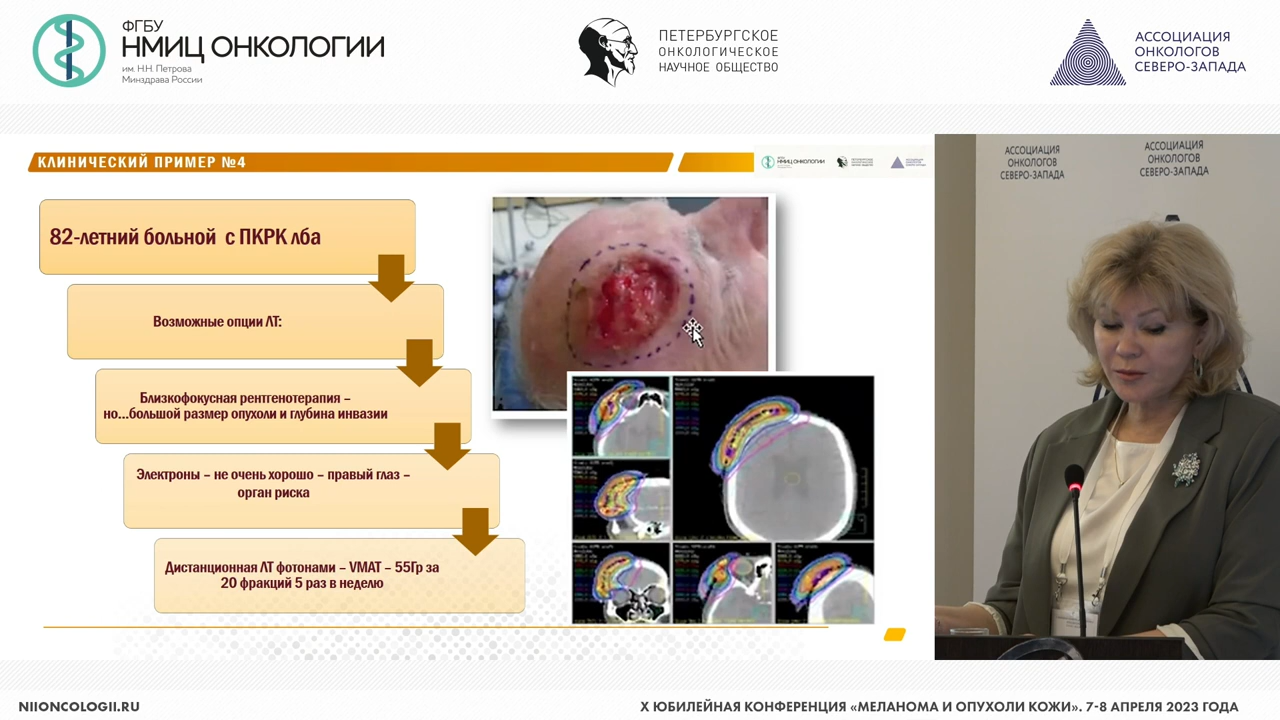 ФГБУ
НМИЦ ОНКОЛОГИИ
им. Н.Н. Петрова
Минздрава России
ПЕТЕРБУРГСКОЕ
ОНКОЛОГИЧЕСКОЕ
НАУЧНОЕ ОБЩЕСТВО
АССОЦИАЦИЯ
ОНКОЛОГОВ
СЕВЕРО-ЗАПАДА
КЛИНИЧЕСКИЙ ПРИМЕР №4
НМИЦ ОНКОЛОГИИ
82-летний больной с ПКРК лба
Возможные опции ЛТ:
Близкофокусная рентгенотерапия –
но...большой размер опухоли и глубина инвазии
Электроны – не очень хорошо – правый глаз –
орган риска
Дистанционная ЛТ фотонами – VMAT – 55Гр за
20 фракций 5 раз в неделю
АССОЦИАЦИЯ
ОНКОЛОГОВ
СЕВЕРО-ЗАПАДА
АССОЦИАЦИЯ
ОНКОЛОГОВ
СЕВЕРО-ЗАПАДА
NIIONCOLOGII.RU
X ЮБИЛЕЙНАЯ КОНФЕРЕНЦИЯ «МЕЛАНОМА И ОПУХОЛИ КОЖИ». 7-8 АПРЕЛЯ 2023 ГОДА